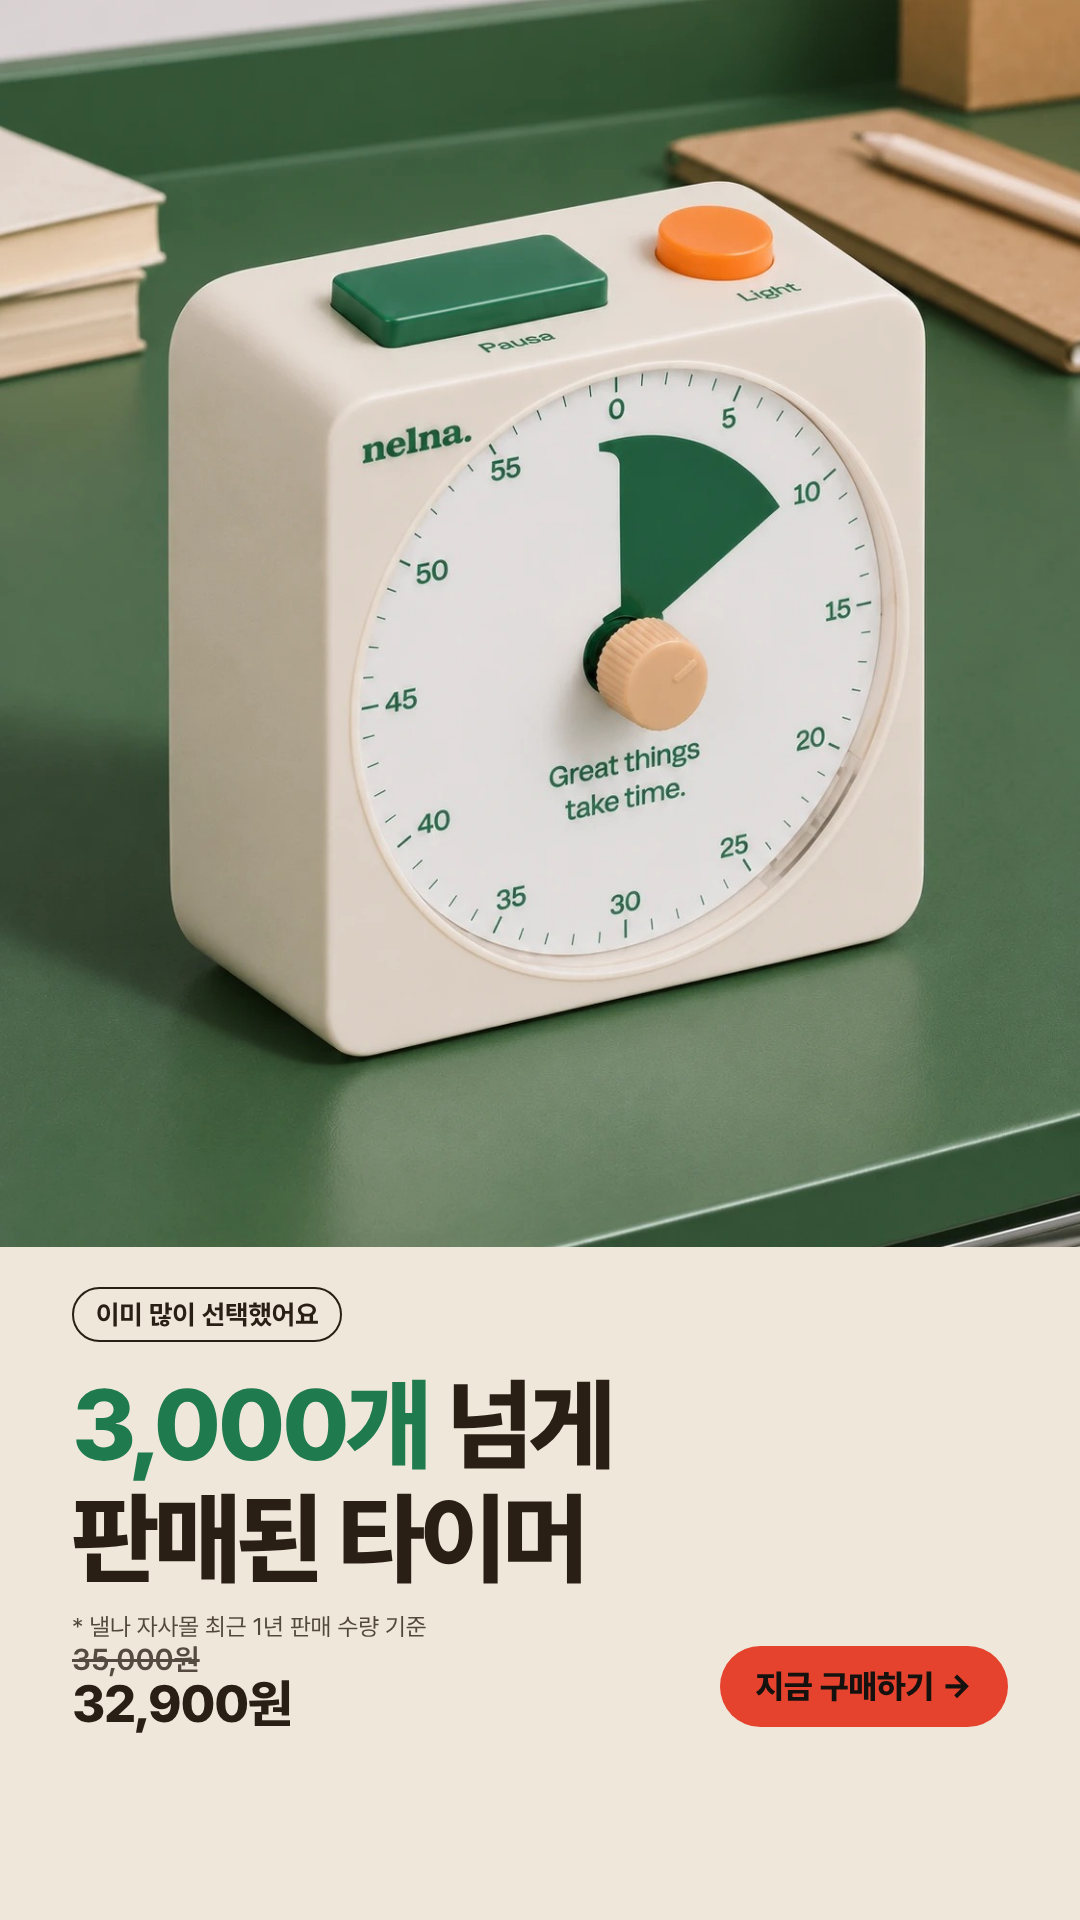 Pausa
Light
nelna.
0
5
10
15
20
25
30
35
40
45
50
55
Great things
take time.
이미 많이 선택했어요
3,000개 넘게
판매된 타이머
* 낼나 자사몰 최근 1년 판매 수량 기준
35,000원
32,900원
지금 구매하기 →